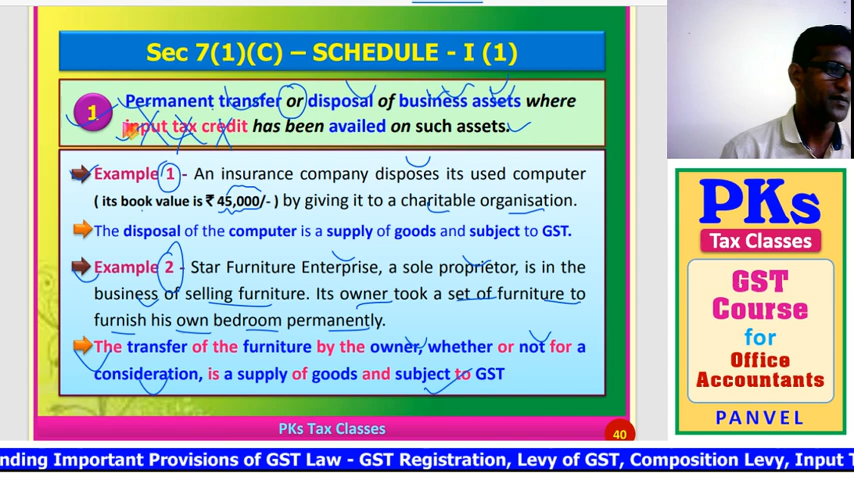 Sec 7(1)(C) – SCHEDULE - I (1)
1
Permanent transfer or disposal of business assets where
input tax credit has been availed on such assets.
Example 1 - An insurance company disposes its used computer
( its book value is ₹ 45,000/- ) by giving it to a charitable organisation.
The disposal of the computer is a supply of goods and subject to GST.
Example 2 - Star Furniture Enterprise, a sole proprietor, is in the
business of selling furniture. Its owner took a set of furniture to
furnish his own bedroom permanently.
The transfer of the furniture by the owner, whether or not for a
consideration, is a supply of goods and subject to GST
PKs Tax Classes
40
PKs
Tax Classes
GST
Course
for
Office
Accountants
PANVEL
nding Important Provisions of GST Law - GST Registration, Levy of GST, Composition Levy, Input T